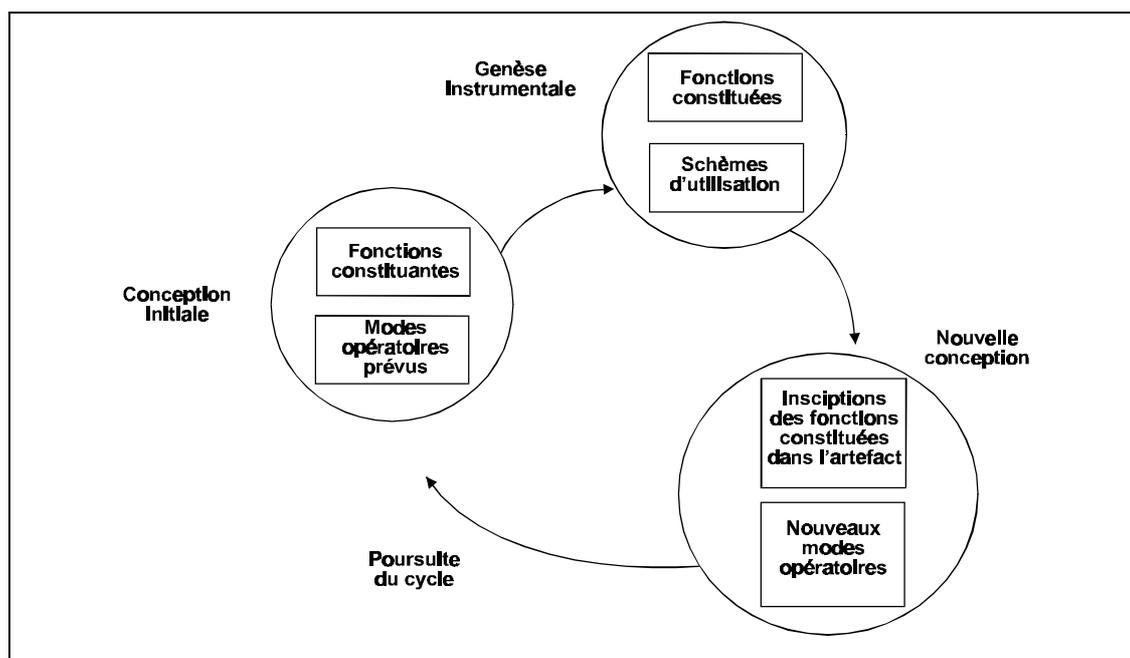 Genèse
Instrumentale
Fonctions
constituées
Schèmes
d'utilisation
Conception
Initiale
Fonctions
constituantes
Modes
opératoires
prévus
Nouvelle
conception
Insciptions
des fonctions
constituées
dans l'artefact
Nouveaux
modes
opératoires
Poursuite
du cycle